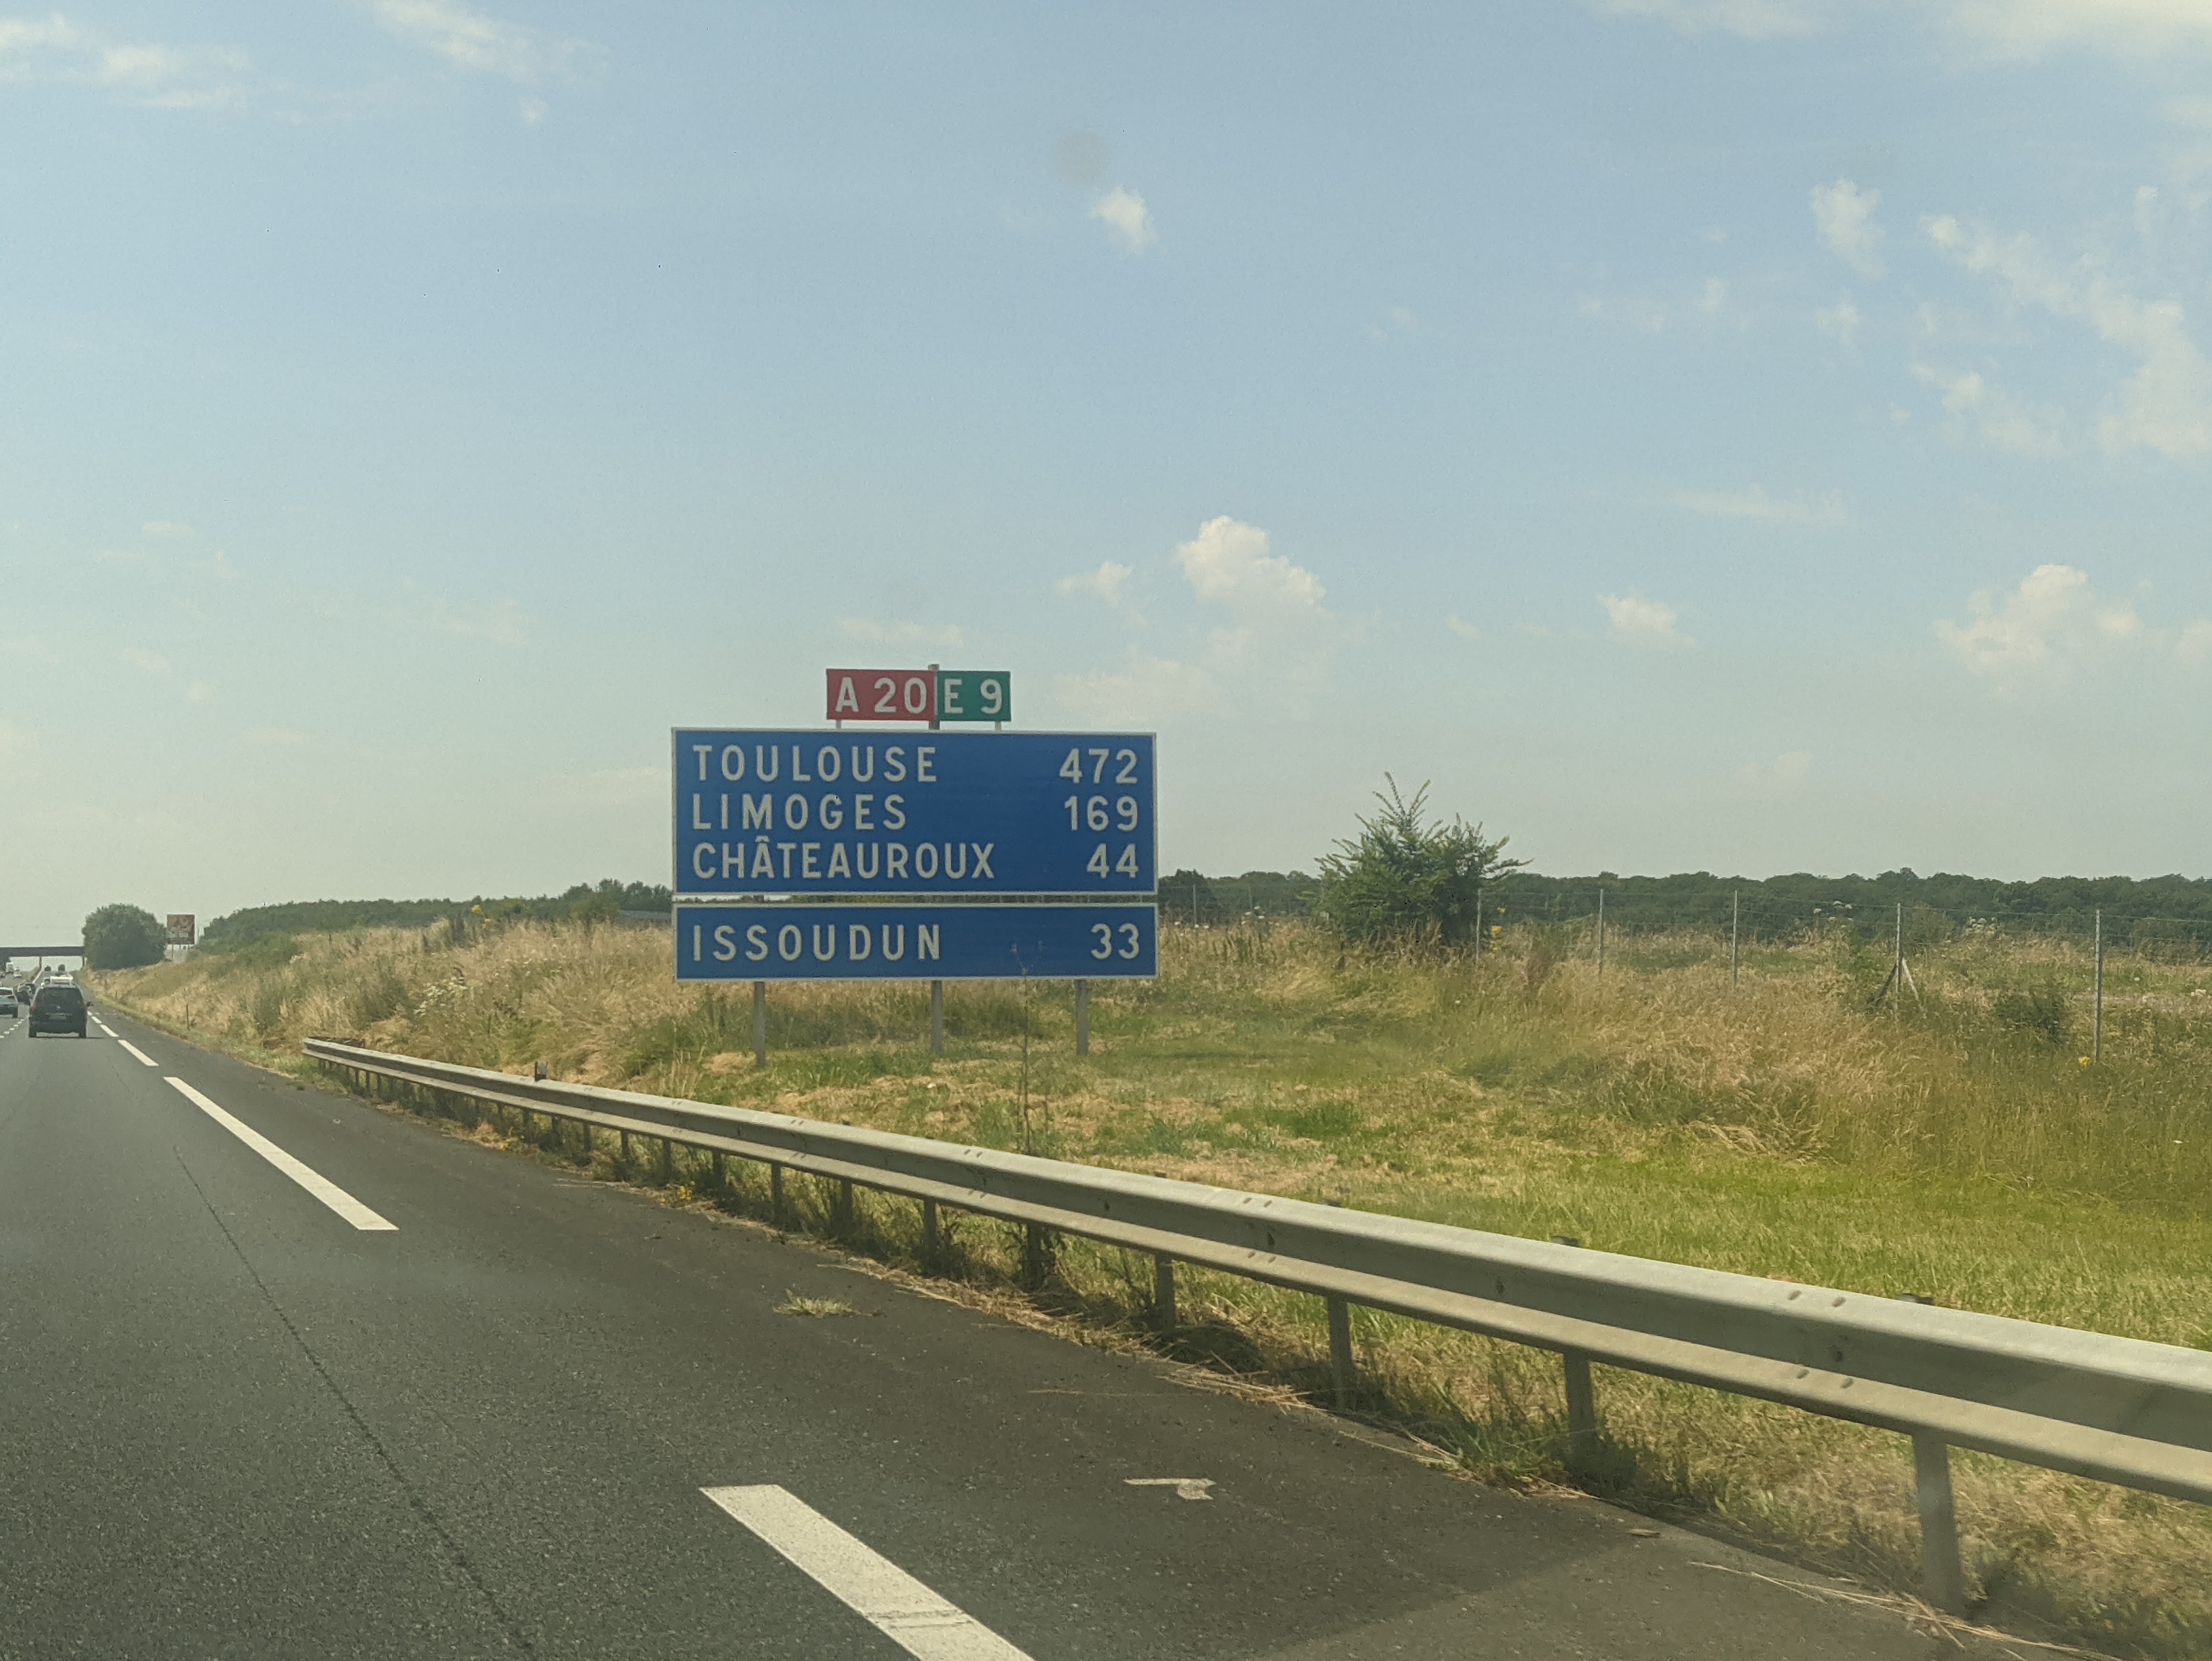 A 20 E 9
TOULOUSE 472
LIMOGES 169
CHÂTEAUROUX 44
ISSOUDUN 33